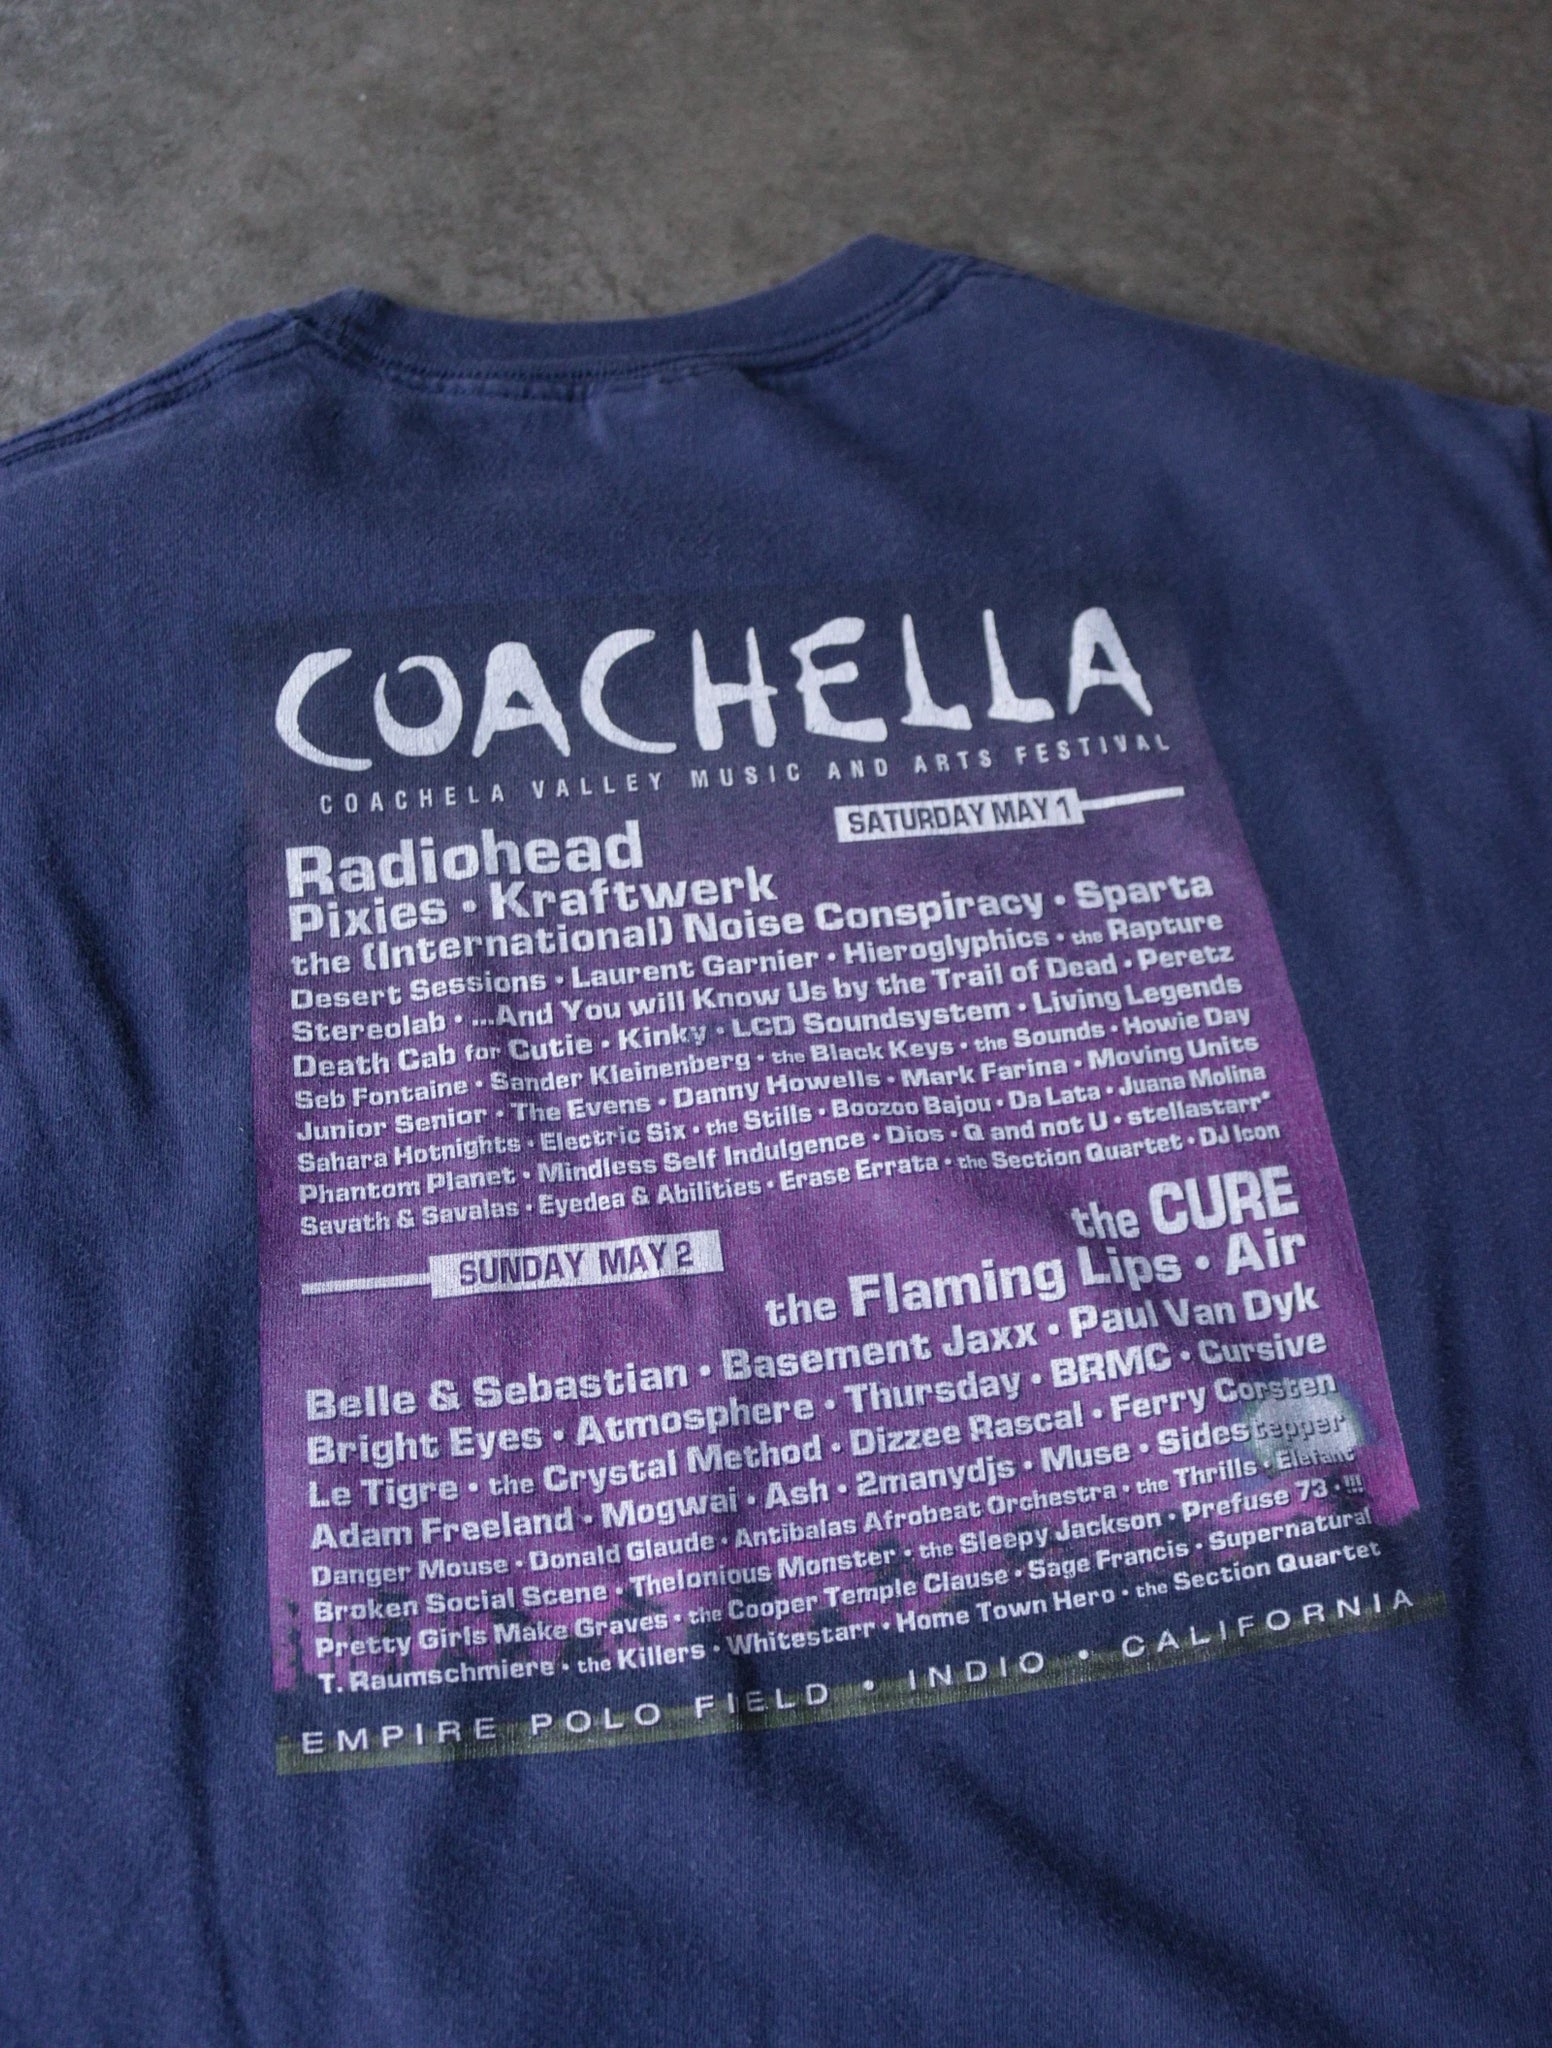 COACHELLA
COACHELA VALLEY MUSIC AND ARTS FESTIVAL
SATURDAY MAY 1
Radiohead
Pixies • Kraftwerk
the (International) Noise Conspiracy • Sparta
Desert Sessions • Laurent Garnier • Hieroglyphics • the Rapture
Stereolab • ...And You will Know Us by the Trail of Dead • Peretz
Death Cab for Cutie • Kinky • LCD Soundsystem • Living Legends
Seb Fontaine • Sander Kleinenberg • the Black Keys • the Sounds • Howie Day
Junior Senior • The Evens • Danny Howells • Mark Farina • Moving Units
Sahara Hotnights • Electric Six • the Stills • Boozoo Bajou • Da Lata • Juana Molina
Phantom Planet • Mindless Self Indulgence • Dios • Q and not U • stellastarr*
Savath & Savalas • Eyedea & Abilities • Erase Errata • the Section Quartet • DJ Icon
SUNDAY MAY 2
the CURE
the Flaming Lips • Air
Belle & Sebastian • Basement Jaxx • Paul Van Dyk
Bright Eyes • Atmosphere • Thursday • BRMC • Cursive
Le Tigre • the Crystal Method • Dizzee Rascal • Ferry Corsten
Adam Freeland • Mogwai • Ash • 2manydjs • Muse • Sidestepper
Danger Mouse • Donald Glaude • Antibalas Afrobeat Orchestra • the Thrills • Elefant
Broken Social Scene • Thelonious Monster • the Sleepy Jackson • Prefuse 73 • !!!
Pretty Girls Make Graves • the Cooper Temple Clause • Sage Francis • Supernatural
T. Raumschmiere • the Killers • Whitestarr • Home Town Hero • the Section Quartet
EMPIRE POLO FIELD • INDIO • CALIFORNIA